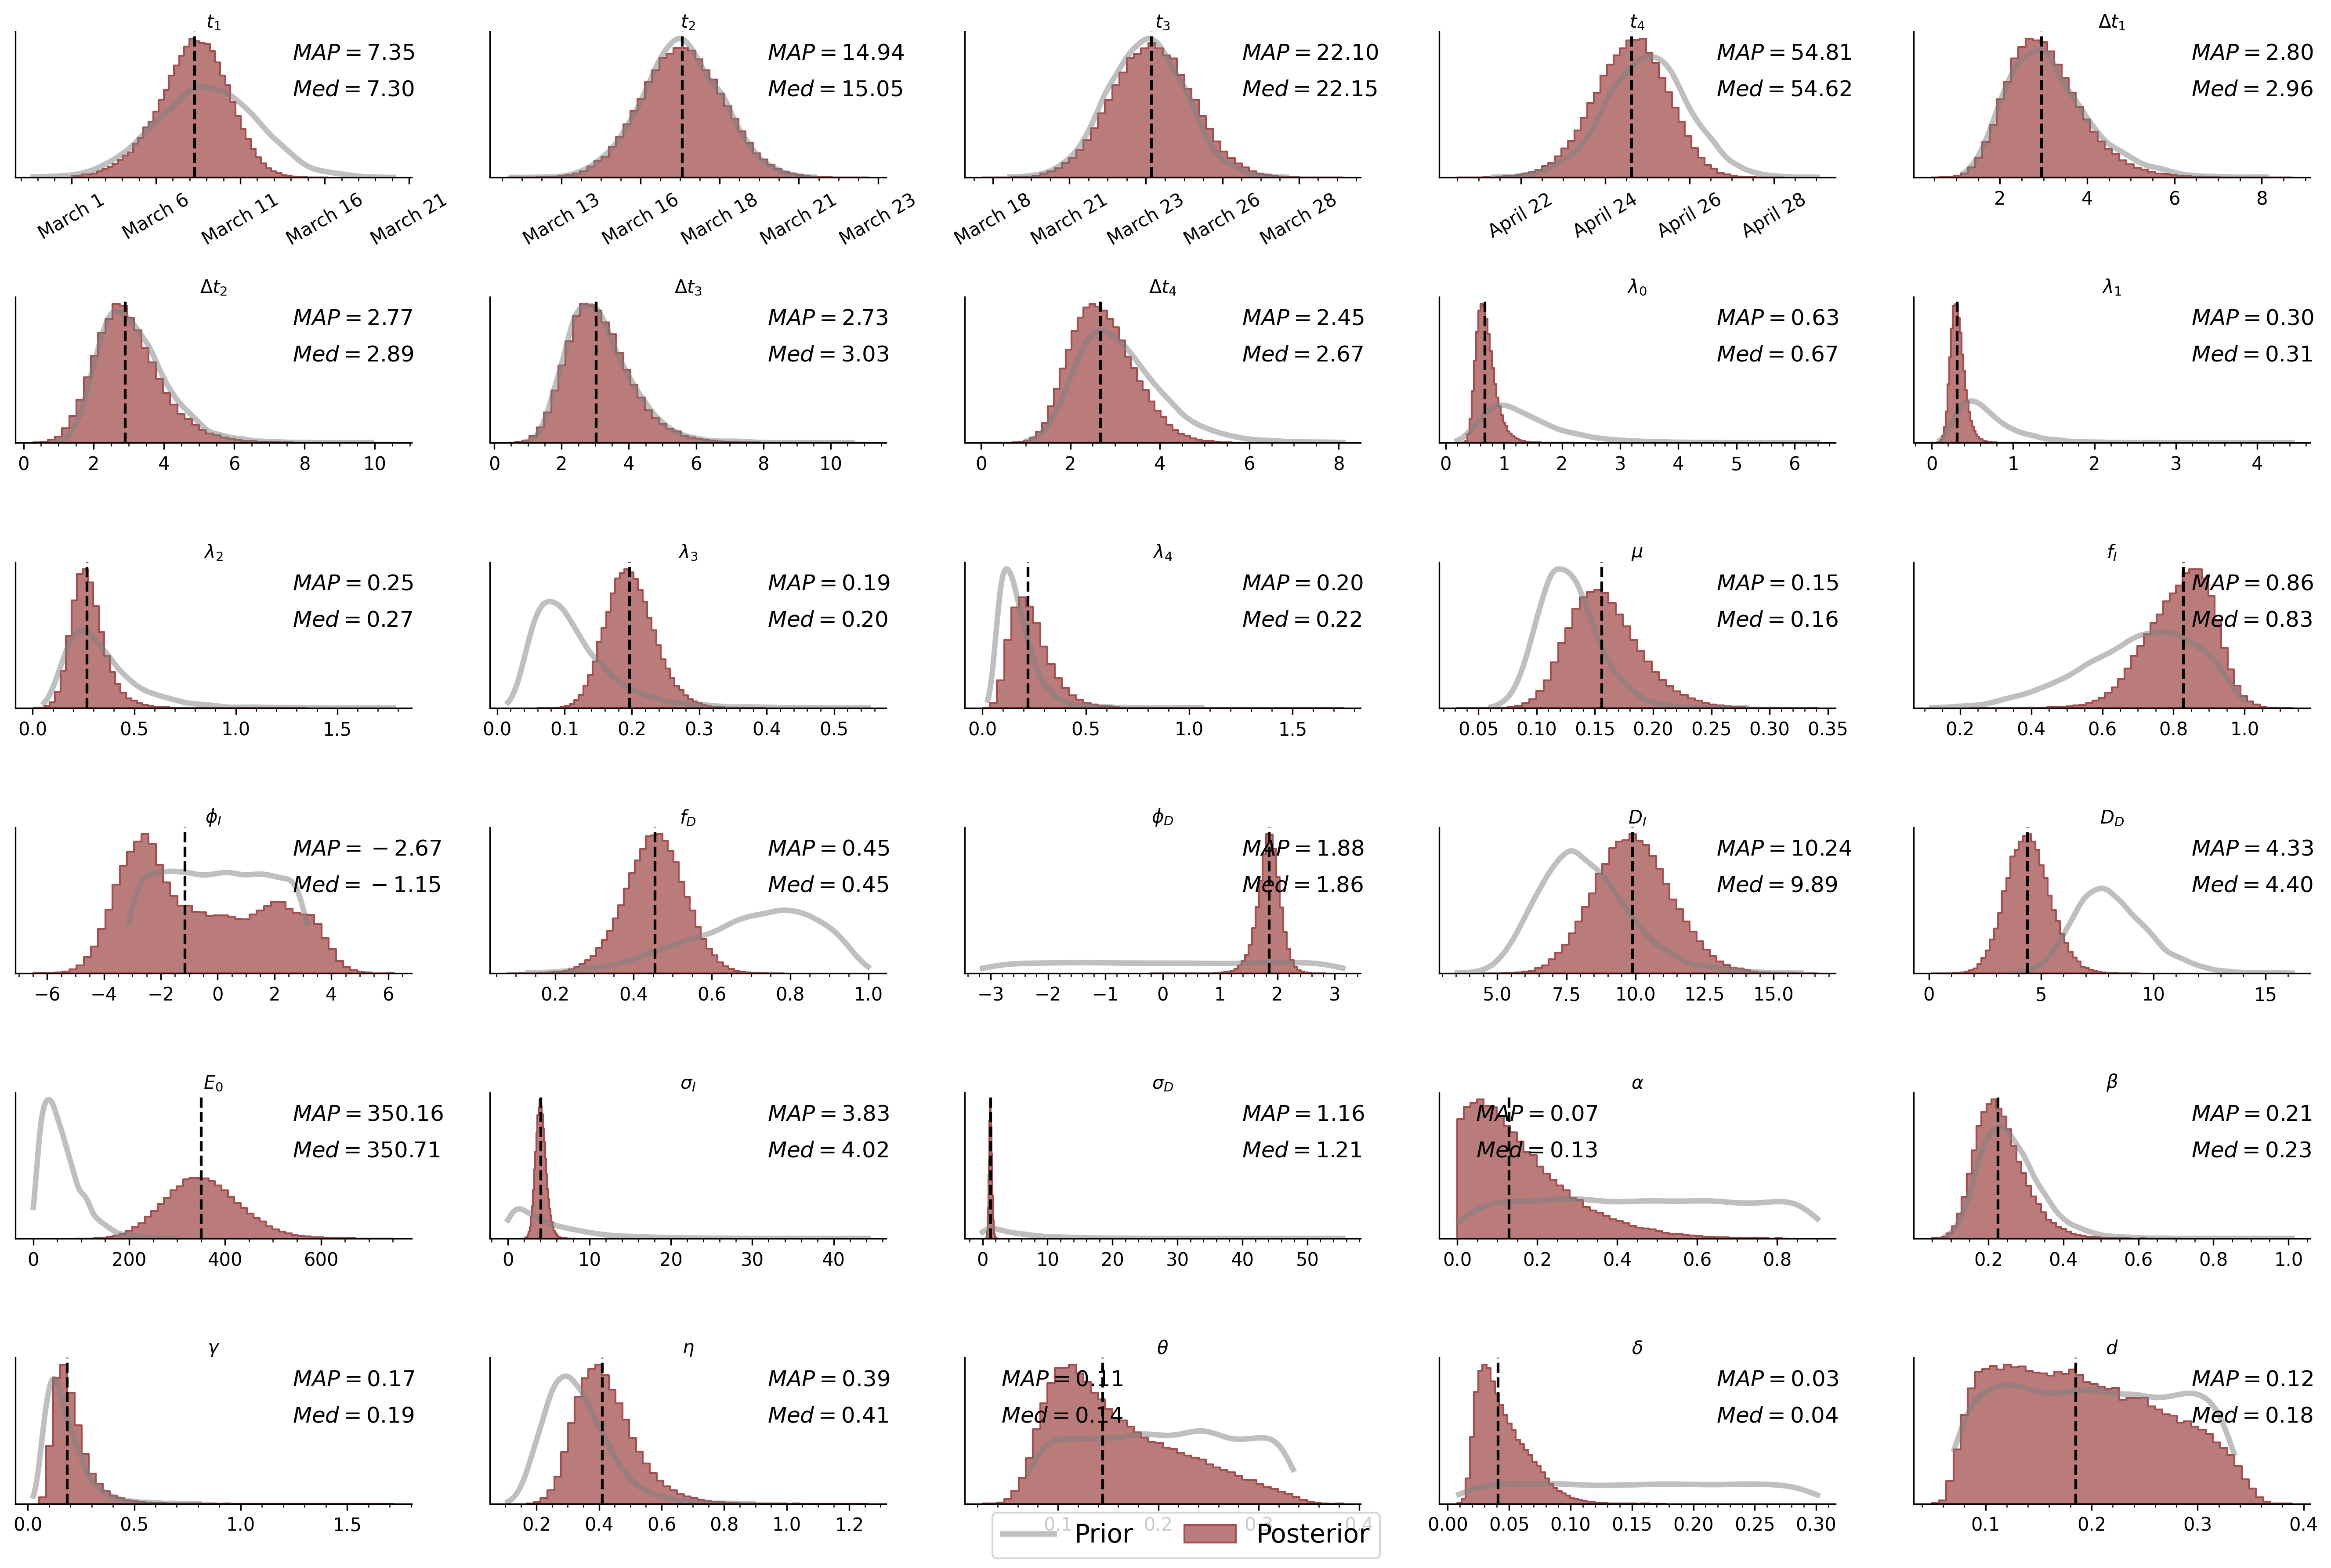 t₁ t₂ t₃ t₄ Δt₁
MAP = 7.35 MAP = 14.94 MAP = 22.10 MAP = 54.81 MAP = 2.80
Med = 7.30 Med = 15.05 Med = 22.15 Med = 54.62 Med = 2.96
March 1 March 6 March 11 March 16 March 21 March 13 March 16 March 18 March 21 March 23 March 18 March 21 March 23 March 26 March 28 April 22 April 24 April 26 April 28 2 4 6 8
Δt₂ Δt₃ Δt₄ λ₀ λ₁
MAP = 2.77 MAP = 2.73 MAP = 2.45 MAP = 0.63 MAP = 0.30
Med = 2.89 Med = 3.03 Med = 2.67 Med = 0.67 Med = 0.31
0 2 4 6 8 10 0 2 4 6 8 10 0 2 4 6 8 0 1 2 3 4 5 6 0 1 2 3 4
λ₂ λ₃ λ₄ μ f_I
MAP = 0.25 MAP = 0.19 MAP = 0.20 MAP = 0.15 MAP = 0.86
Med = 0.27 Med = 0.20 Med = 0.22 Med = 0.16 Med = 0.83
0.0 0.5 1.0 1.5 0.0 0.1 0.2 0.3 0.4 0.5 0.0 0.5 1.0 1.5 0.05 0.10 0.15 0.20 0.25 0.30 0.35 0.2 0.4 0.6 0.8 1.0
ϕ_I f_D ϕ_D D_I D_D
MAP = −2.67 MAP = 0.45 MAP = 1.88 MAP = 10.24 MAP = 4.33
Med = −1.15 Med = 0.45 Med = 1.86 Med = 9.89 Med = 4.40
−6 −4 −2 0 2 4 6 0.2 0.4 0.6 0.8 1.0 −3 −2 −1 0 1 2 3 5.0 7.5 10.0 12.5 15.0 0 5 10 15
E₀ σ_I σ_D α β
MAP = 350.16 MAP = 3.83 MAP = 1.16 MAP = 0.07 MAP = 0.21
Med = 350.71 Med = 4.02 Med = 1.21 Med = 0.13 Med = 0.23
0 200 400 600 0 10 20 30 40 0 10 20 30 40 50 0.0 0.2 0.4 0.6 0.8 0.2 0.4 0.6 0.8 1.0
γ η θ δ d
MAP = 0.17 MAP = 0.39 MAP = 0.11 MAP = 0.03 MAP = 0.12
Med = 0.19 Med = 0.41 Med = 0.14 Med = 0.04 Med = 0.18
0.0 0.5 1.0 1.5 0.2 0.4 0.6 0.8 1.0 1.2 0.1 0.2 0.3 0.4 0.00 0.05 0.10 0.15 0.20 0.25 0.30 0.1 0.2 0.3 0.4
Prior Posterior